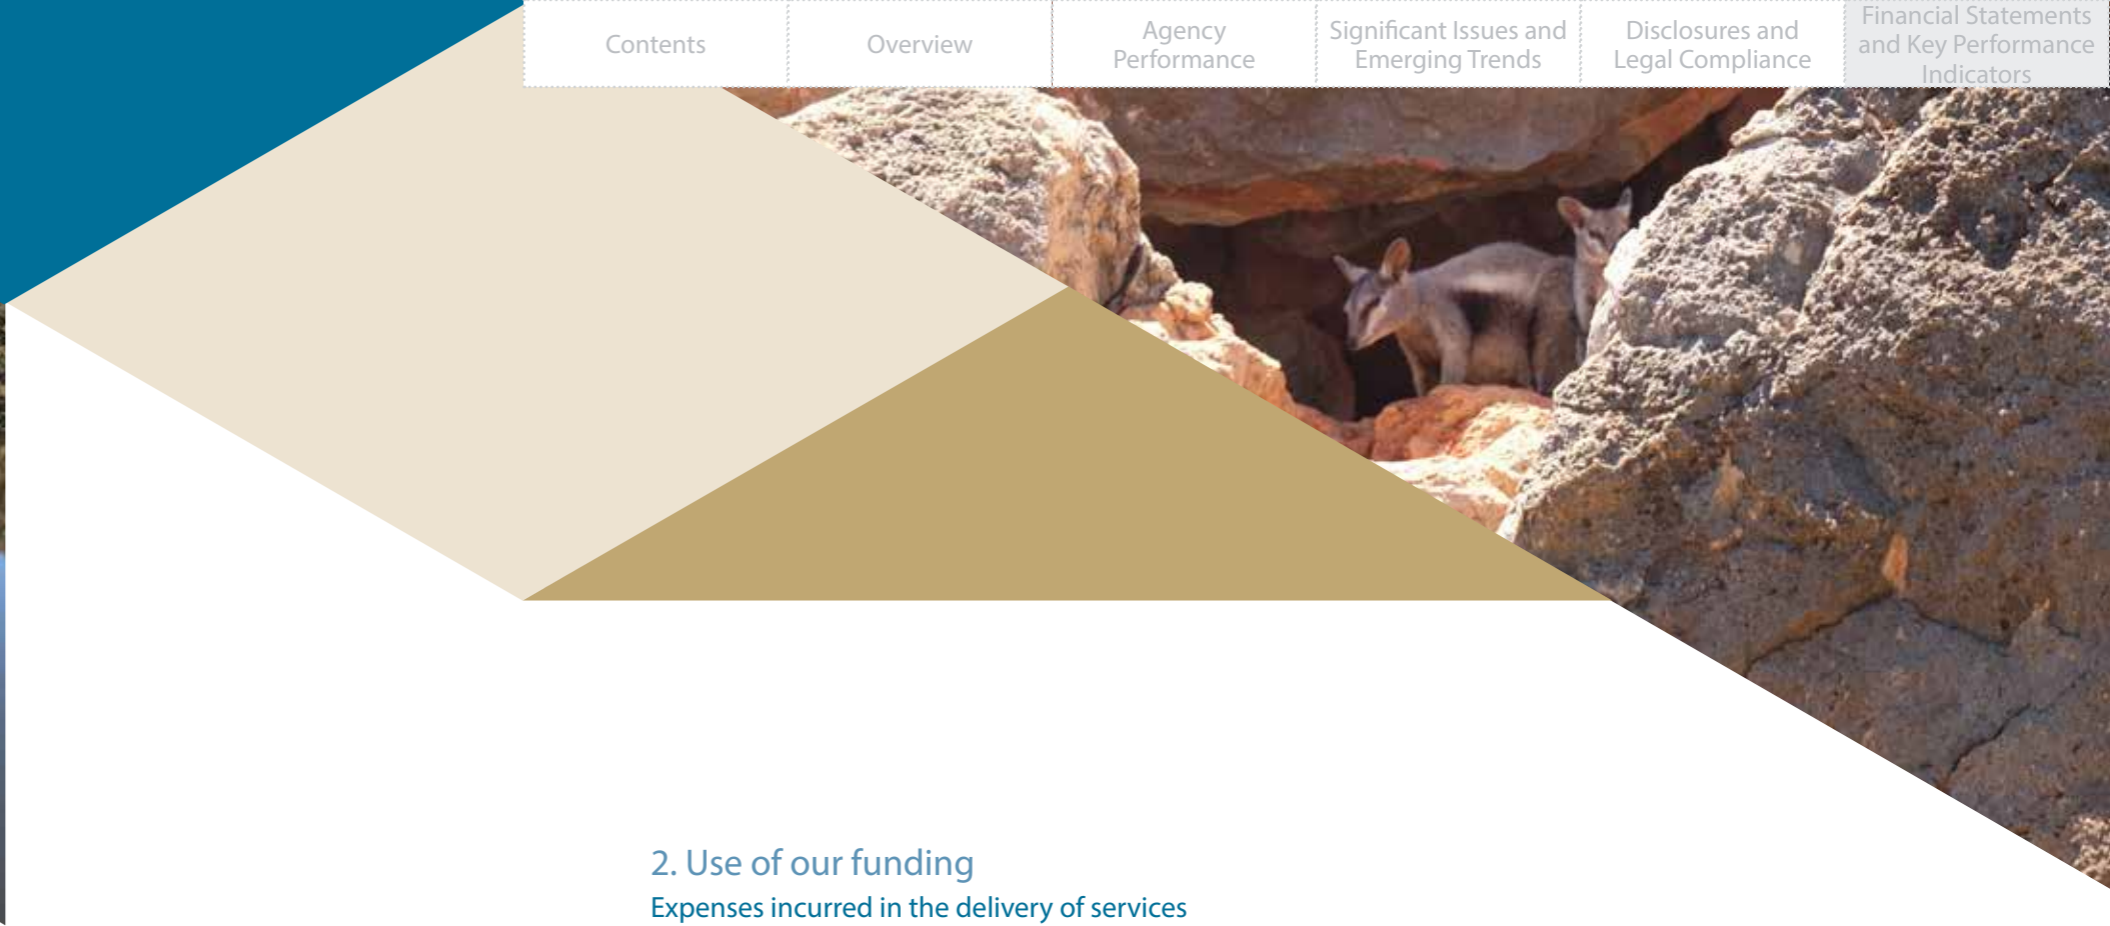 Contents
Overview
Agency
Performance
Significant Issues and
Emerging Trends
Disclosures and
Legal Compliance
Financial Statements
and Key Performance
Indicators
2. Use of our funding
Expenses incurred in the delivery of services